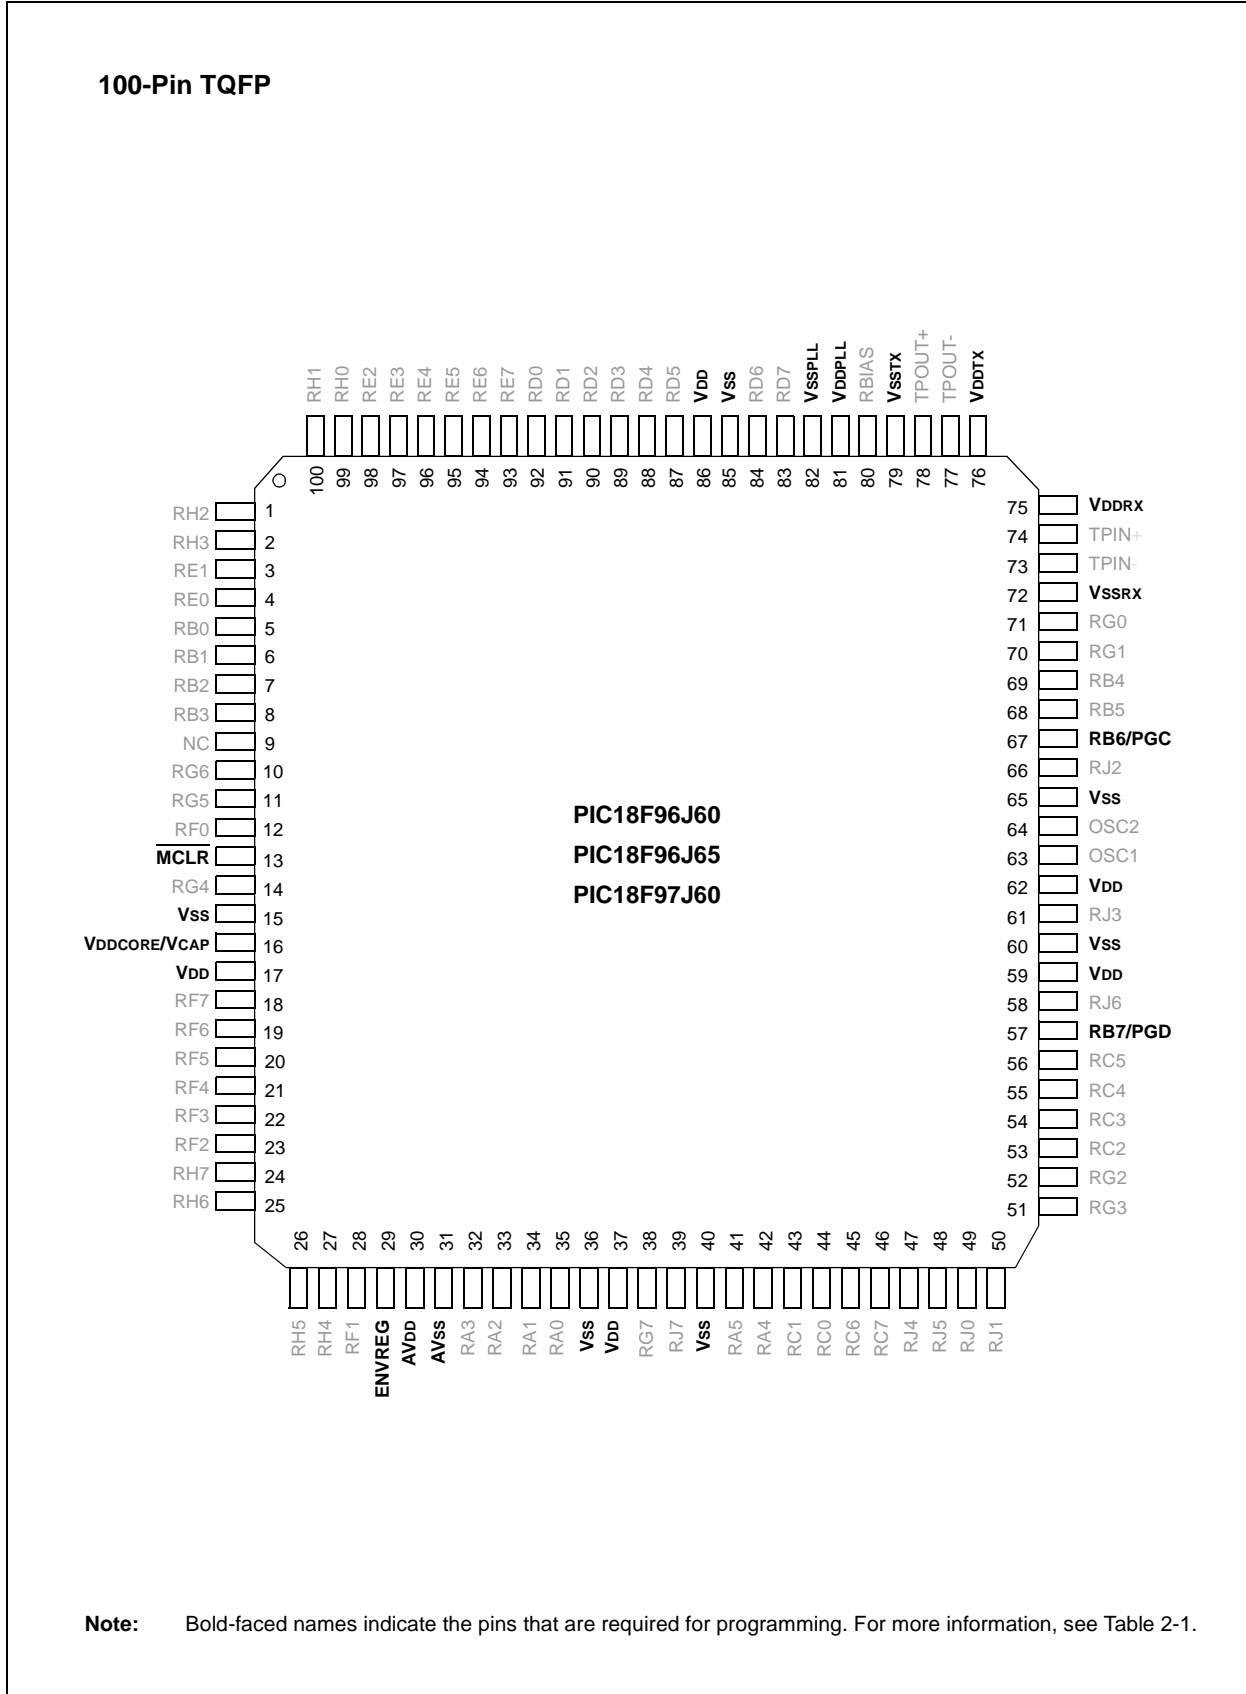 100-Pin TQFP
RH1 RH0 RE2 RE3 RE4 RE5 RE6 RE7 RD0 RD1 RD2 RD3 RD4 RD5 VDD VSS RD6 RD7 VSSPLL VDDPLL RBIAS VSSTX TPOUT+ TPOUT- VDDTX
100 99 98 97 96 95 94 93 92 91 90 89 88 87 86 85 84 83 82 81 80 79 78 77 76
RH2 1
RH3 2
RE1 3
RE0 4
RB0 5
RB1 6
RB2 7
RB3 8
NC 9
RG6 10
RG5 11
RF0 12
MCLR 13
RG4 14
VSS 15
VDDCORE/VCAP 16
VDD 17
RF7 18
RF6 19
RF5 20
RF4 21
RF3 22
RF2 23
RH7 24
RH6 25
PIC18F96J60
PIC18F96J65
PIC18F97J60
75 VDDRX
74 TPIN+
73 TPIN-
72 VSSRX
71 RG0
70 RG1
69 RB4
68 RB5
67 RB6/PGC
66 RJ2
65 VSS
64 OSC2
63 OSC1
62 VDD
61 RJ3
60 VSS
59 VDD
58 RJ6
57 RB7/PGD
56 RC5
55 RC4
54 RC3
53 RC2
52 RG2
51 RG3
26 27 28 29 30 31 32 33 34 35 36 37 38 39 40 41 42 43 44 45 46 47 48 49 50
RH5 RH4 RF1 ENVREG AVDD AVSS RA3 RA2 RA1 RA0 VSS VDD RG7 RJ7 VSS RA5 RA4 RC1 RC0 RC6 RC7 RJ4 RJ5 RJ0 RJ1
Note: Bold-faced names indicate the pins that are required for programming. For more information, see Table 2-1.